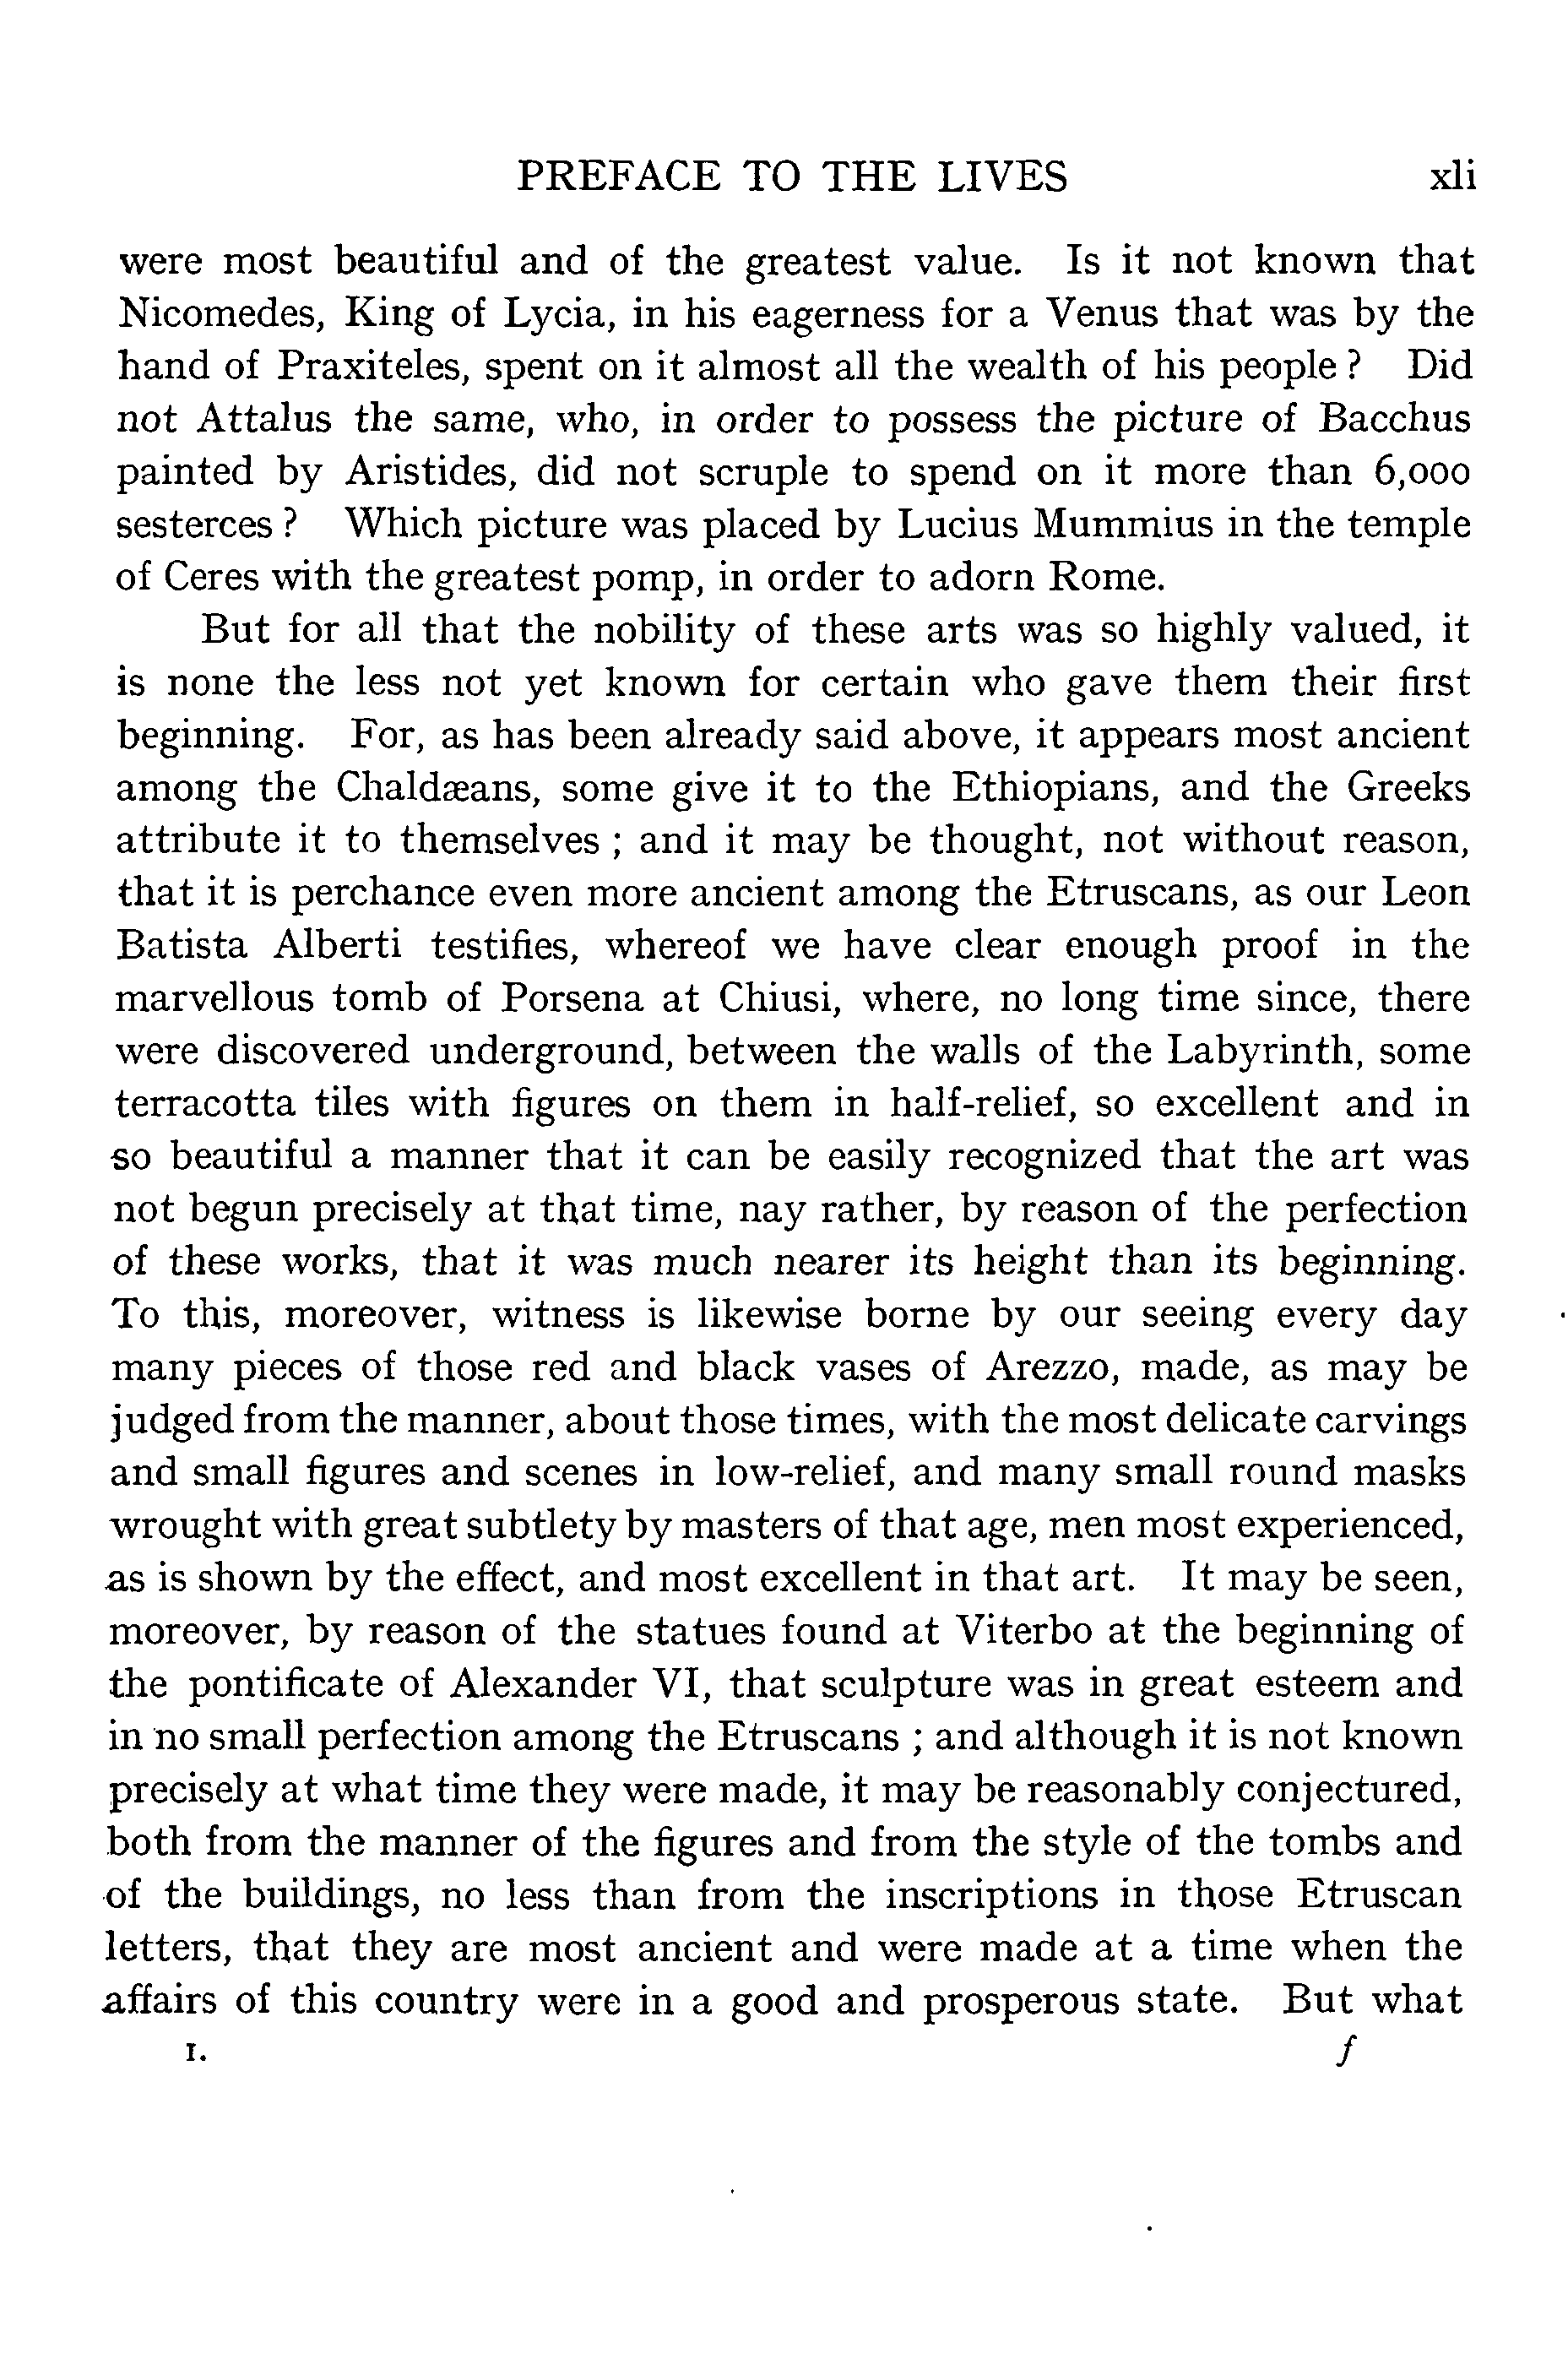 PREFACE TO THE LIVES xli
were most beautiful and of the greatest value. Is it not known that
Nicomedes, King of Lycia, in his eagerness for a Venus that was by the
hand of Praxiteles, spent on it almost all the wealth of his people ? Did
not Attalus the same, who, in order to possess the picture of Bacchus
painted by Aristides, did not scruple to spend on it more than 6,000
sesterces ? Which picture was placed by Lucius Mummius in the temple
of Ceres with the greatest pomp, in order to adorn Rome.
But for all that the nobility of these arts was so highly valued, it
is none the less not yet known for certain who gave them their first
beginning. For, as has been already said above, it appears most ancient
among the Chaldæans, some give it to the Ethiopians, and the Greeks
attribute it to themselves ; and it may be thought, not without reason,
that it is perchance even more ancient among the Etruscans, as our Leon
Batista Alberti testifies, whereof we have clear enough proof in the
marvellous tomb of Porsena at Chiusi, where, no long time since, there
were discovered underground, between the walls of the Labyrinth, some
terracotta tiles with figures on them in half-relief, so excellent and in
so beautiful a manner that it can be easily recognized that the art was
not begun precisely at that time, nay rather, by reason of the perfection
of these works, that it was much nearer its height than its beginning.
To this, moreover, witness is likewise borne by our seeing every day
many pieces of those red and black vases of Arezzo, made, as may be
judged from the manner, about those times, with the most delicate carvings
and small figures and scenes in low-relief, and many small round masks
wrought with great subtlety by masters of that age, men most experienced,
as is shown by the effect, and most excellent in that art. It may be seen,
moreover, by reason of the statues found at Viterbo at the beginning of
the pontificate of Alexander VI, that sculpture was in great esteem and
in no small perfection among the Etruscans ; and although it is not known
precisely at what time they were made, it may be reasonably conjectured,
both from the manner of the figures and from the style of the tombs and
of the buildings, no less than from the inscriptions in those Etruscan
letters, that they are most ancient and were made at a time when the
affairs of this country were in a good and prosperous state. But what
I. f